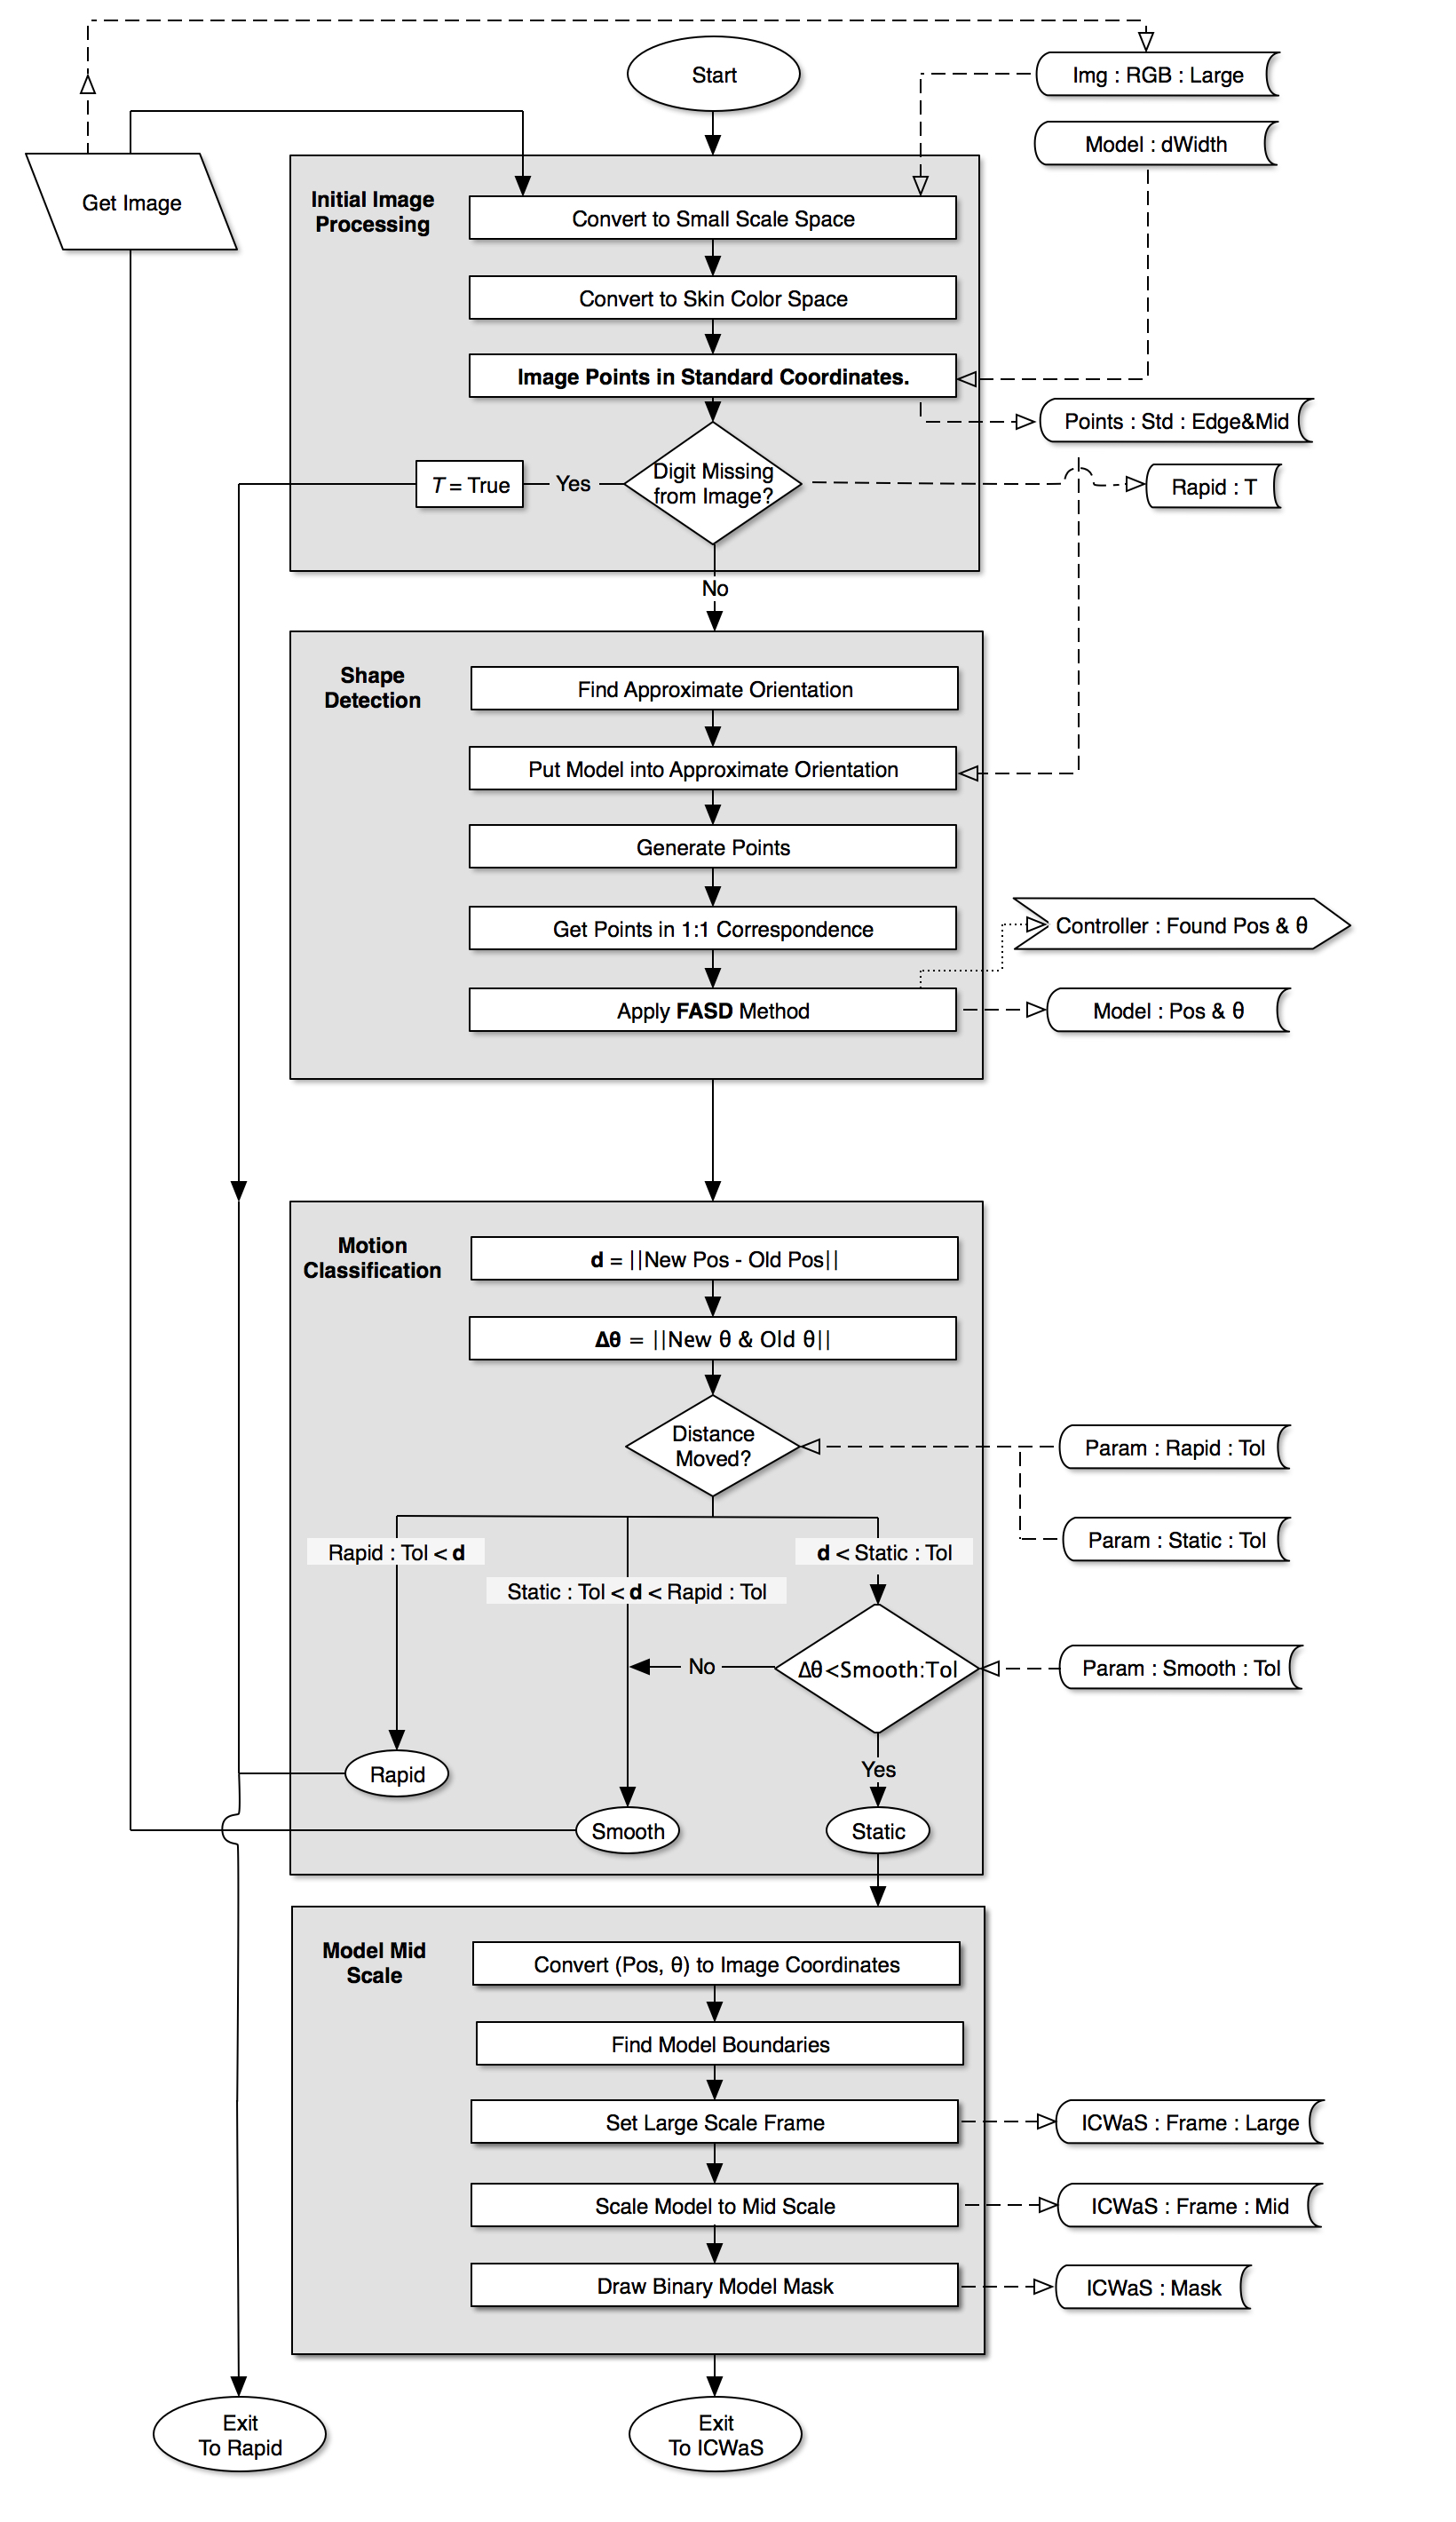 Start
Img : RGB : Large
Model : dWidth
Get Image
Initial Image
Processing
Convert to Small Scale Space
Convert to Skin Color Space
Image Points in Standard Coordinates.
Points : Std : Edge&Mid
Digit Missing
from Image?
Yes
T = True
Rapid : T
No
Shape
Detection
Find Approximate Orientation
Put Model into Approximate Orientation
Generate Points
Get Points in 1:1 Correspondence
Controller : Found Pos & θ
Apply FASD Method
Model : Pos & θ
Motion
Classification
d = ||New Pos - Old Pos||
Δθ = ||New θ & Old θ||
Distance
Moved?
Param : Rapid : Tol
Param : Static : Tol
Rapid : Tol < d
d < Static : Tol
Static : Tol < d < Rapid : Tol
No
Δθ<Smooth:Tol
Param : Smooth : Tol
Yes
Rapid
Smooth
Static
Model Mid
Scale
Convert (Pos, θ) to Image Coordinates
Find Model Boundaries
Set Large Scale Frame
ICWaS : Frame : Large
Scale Model to Mid Scale
ICWaS : Frame : Mid
Draw Binary Model Mask
ICWaS : Mask
Exit
To Rapid
Exit
To ICWaS